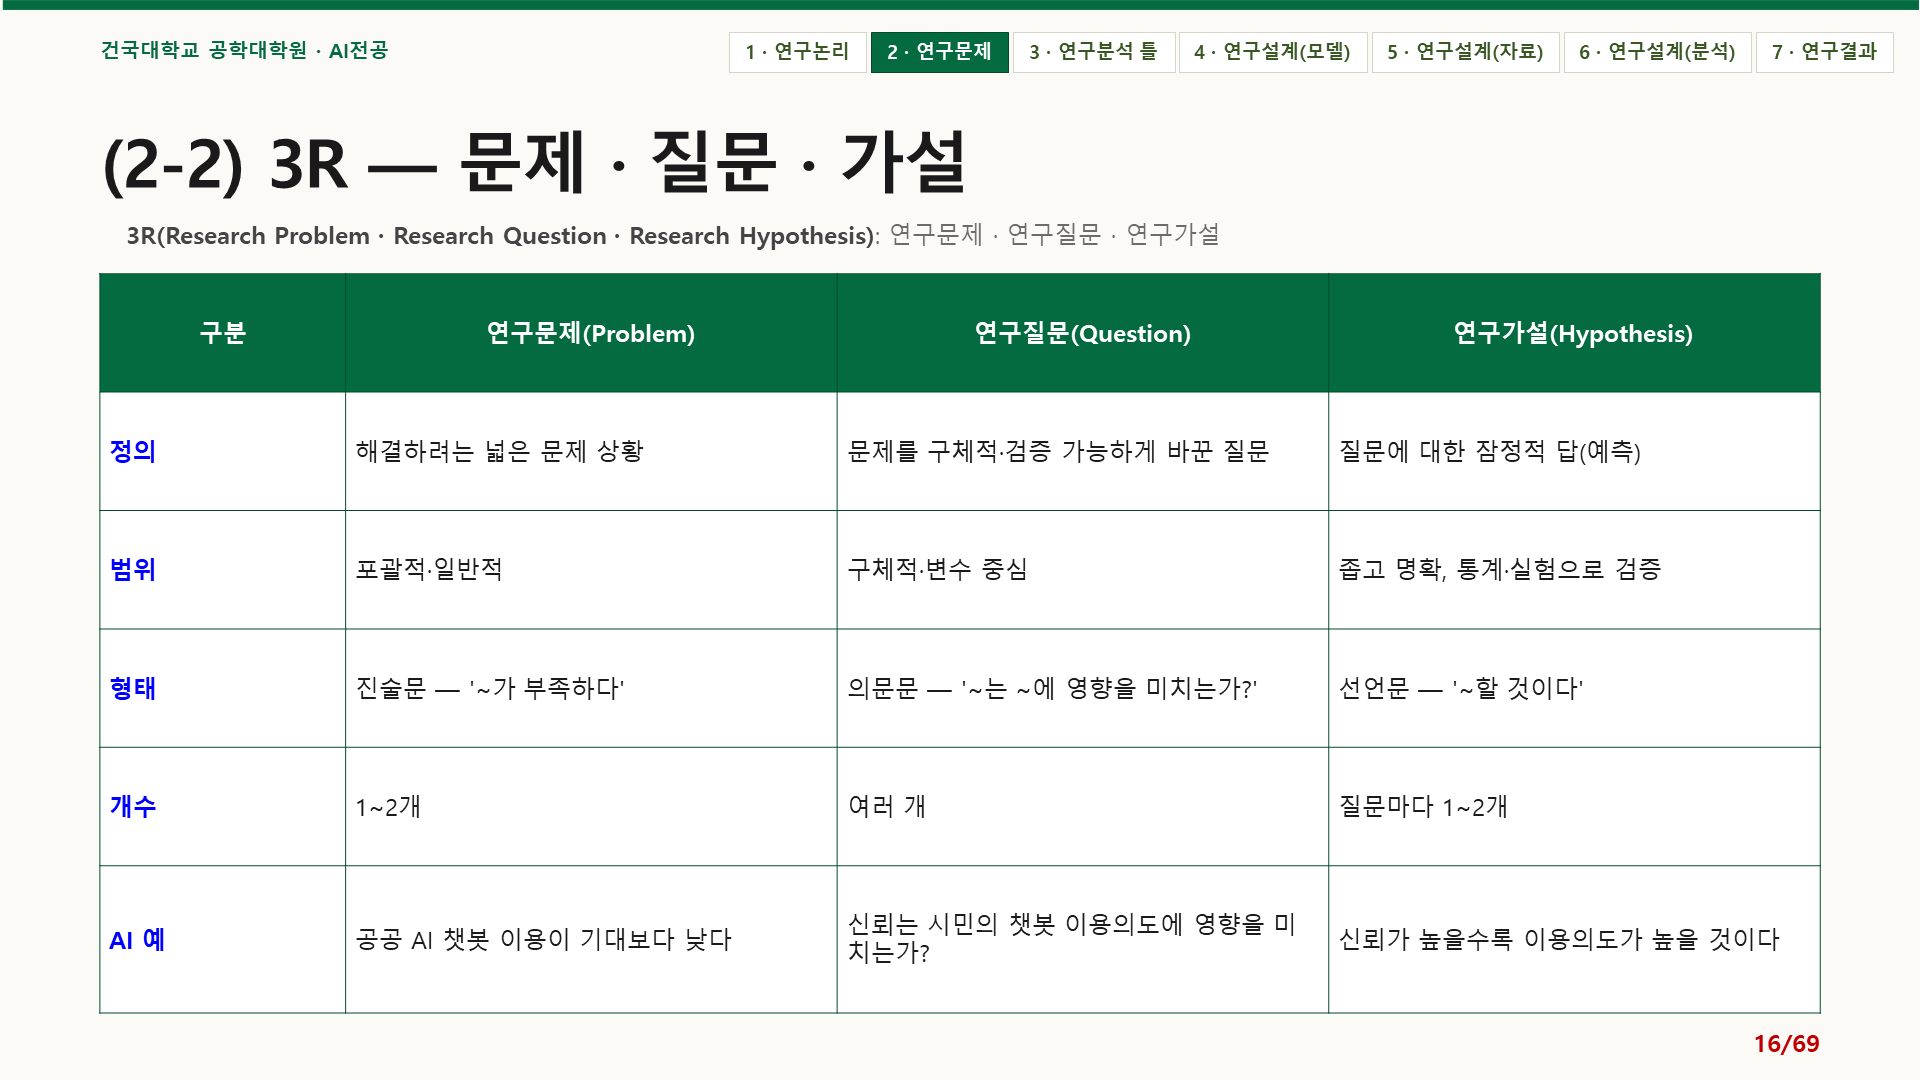 건국대학교 공학대학원 · AI전공
1 · 연구논리
2 · 연구문제
3 · 연구분석 틀
4 · 연구설계(모델)
5 · 연구설계(자료)
6 · 연구설계(분석)
7 · 연구결과
(2-2) 3R — 문제 · 질문 · 가설
3R(Research Problem · Research Question · Research Hypothesis): 연구문제 · 연구질문 · 연구가설
구분
연구문제(Problem)
연구질문(Question)
연구가설(Hypothesis)
정의
해결하려는 넓은 문제 상황
문제를 구체적·검증 가능하게 바꾼 질문
질문에 대한 잠정적 답(예측)
범위
포괄적·일반적
구체적·변수 중심
좁고 명확, 통계·실험으로 검증
형태
진술문 — '~가 부족하다'
의문문 — '~는 ~에 영향을 미치는가?'
선언문 — '~할 것이다'
개수
1~2개
여러 개
질문마다 1~2개
AI 예
공공 AI 챗봇 이용이 기대보다 낮다
신뢰는 시민의 챗봇 이용의도에 영향을 미
치는가?
신뢰가 높을수록 이용의도가 높을 것이다
16/69